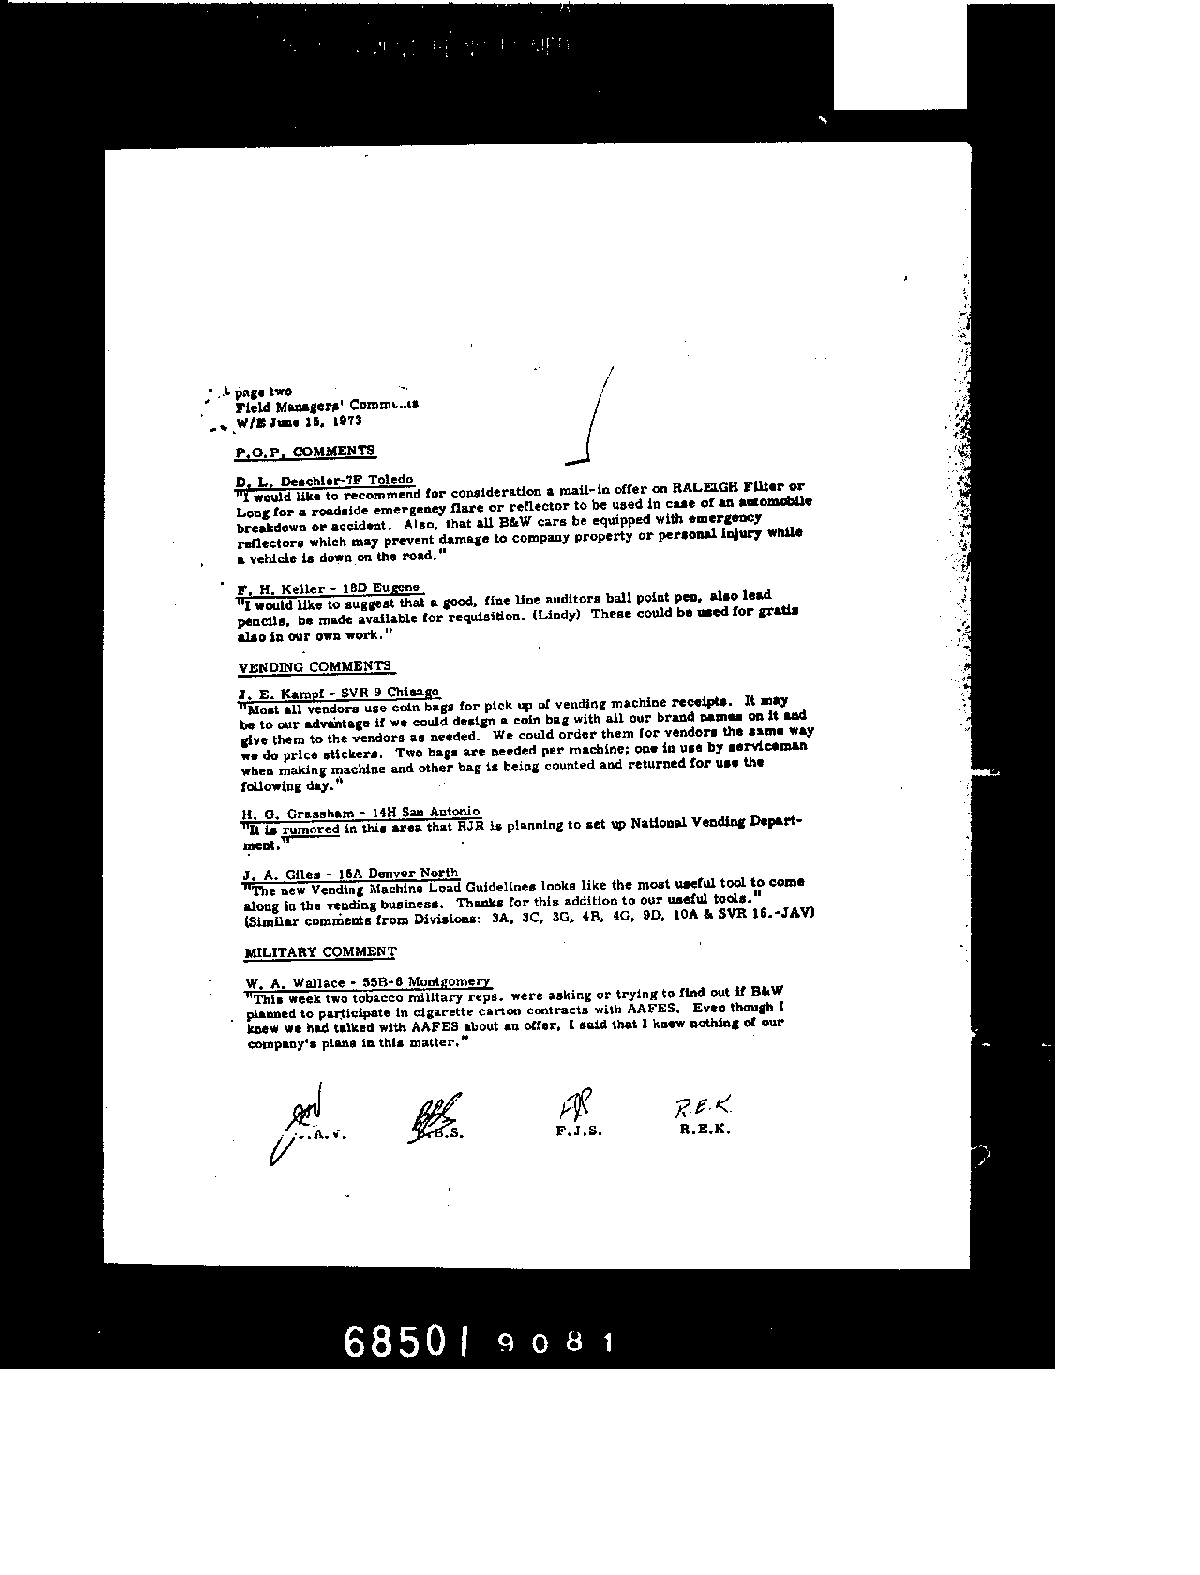 page two
Field Managers'
W/E June 15, 1973
P.O.P. COMMENTS
D. L. Deschler-7F Toledo
"I would like to recommend for consideration a mail-in offer on RALEIGH Filter or
Long for a roadside emergency flare or reflector to be used in case of an automobile
breakdown or accident. Also, that all B&W cars be equipped with emergency
reflectors which may prevent damage to company property or personal injury while
a vehicle is down on the road."
F. H. Keller - 18D Eugene
"I would like to suggest that a good, fine line auditors ball point pen, also lead
pencils, be made available for requisition. (Lindy) These could be used for gratis
also in our own work."
VENDING COMMENTS
J. E. Kampf - SVR 9 Chicago
"Most all vendors use coin bags for pick up of vending machine receipts. It may
be to our advantage if we could design a coin bag with all our brand names on it and
give them to the vendors as needed. We could order them for vendors the same way
we do price stickers. Two bags are needed per machine; one in use by serviceman
when making machine and other bag is being counted and returned for use the
following day."
H. G. Grassham - 14H San Antonio
"It is rumored in this area that RJR is planning to set up National Vending Depart-
ment."
J. A. Giles - 16A Denver North
"The new Vending Machine Load Guidelines looks like the most useful tool to come
along in the vending business. Thanks for this addition to our useful tools."
(Similar comments from Divisions: 3A, 3C, 3G, 4B, 4G, 9D, 10A & SVR 16.-JAV)
MILITARY COMMENT
W. A. Wallace - 55B-6 Montgomery
"This week two tobacco military reps. were asking or trying to find out if B&W
planned to participate in cigarette carton contracts with AAFES. Even though I
knew we had talked with AAFES about an offer, I said that I knew nothing of our
company's plans in this matter."
R.E.K.
F.J.S. R.E.K.
68501 9081